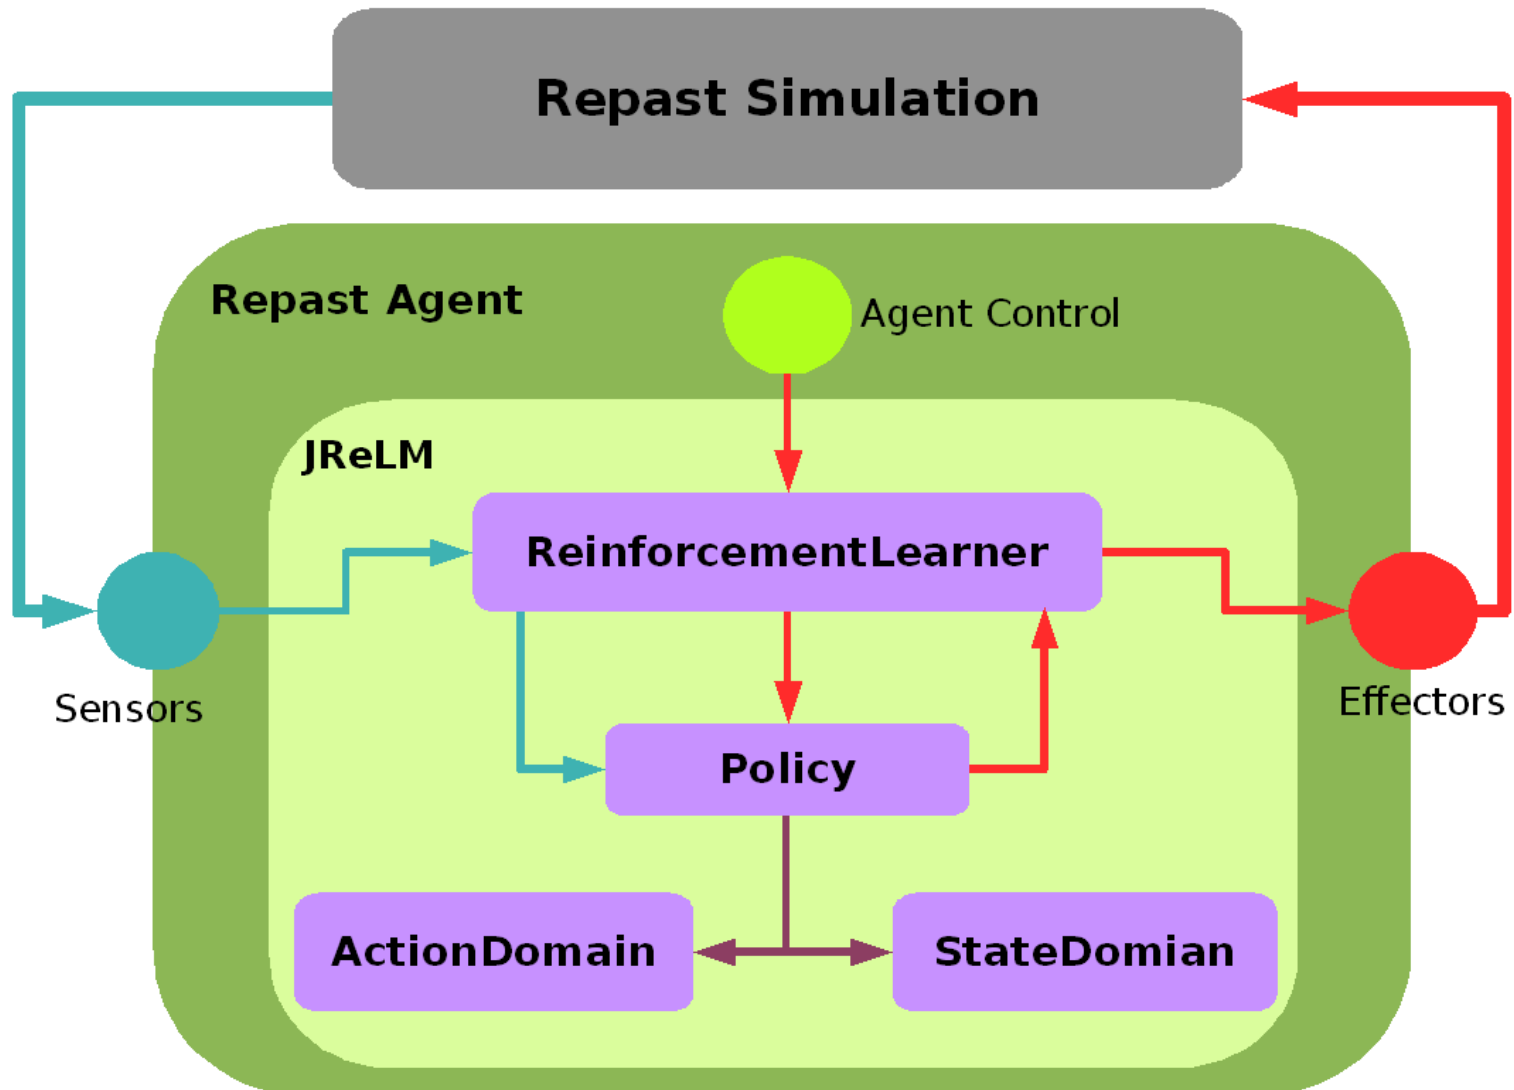 Repast Simulation
Repast Agent
Agent Control
JReLM
ReinforcementLearner
Sensors
Effectors
Policy
ActionDomain
StateDomian